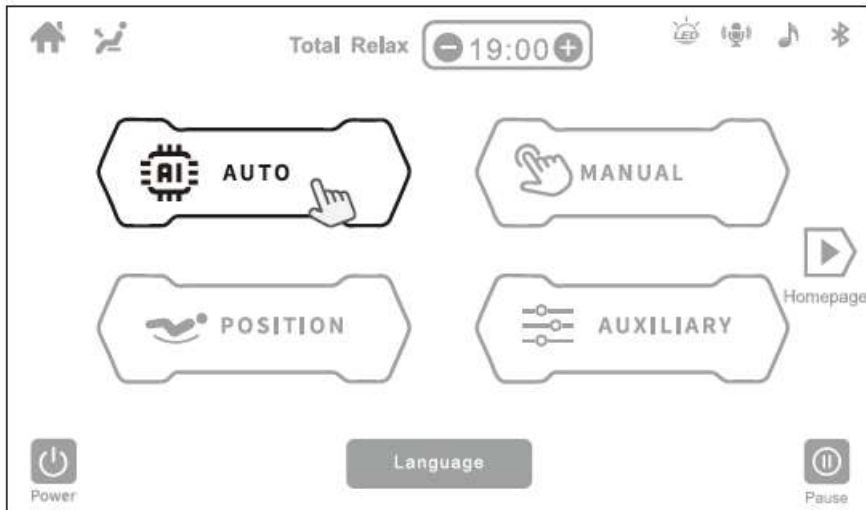 Total Relax 19:00
LED
AI AUTO
MANUAL
Homepage
POSITION
AUXILIARY
Power
Language
Pause